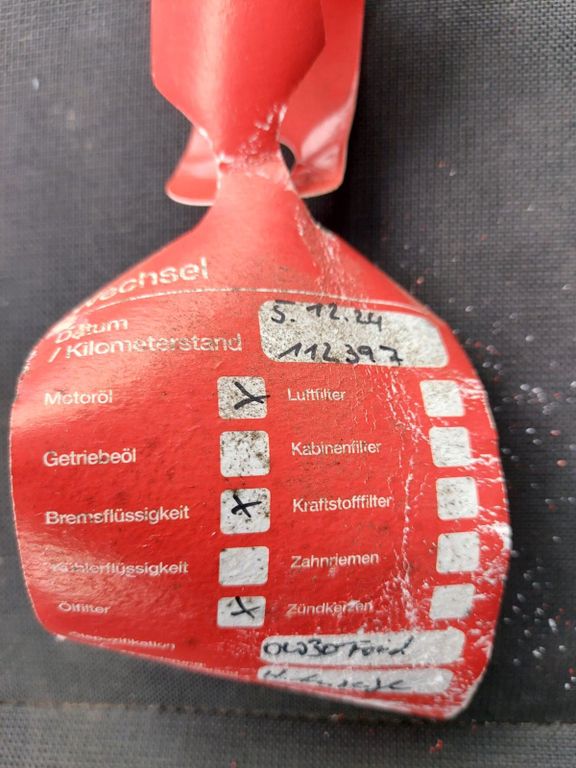 wechsel
Datum 5.12.24
/ Kilometerstand 112397
Motoröl X Luftfilter
Getriebeöl Kabinenfilter
Bremsflüssigkeit X Kraftstofffilter
Kühlerflüssigkeit Zahnriemen
Ölfilter X Zündkerzen
0W30 Ford